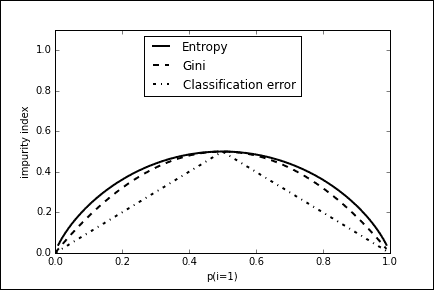 Entropy
Gini
Classification error
impurity index
1.0
0.8
0.6
0.4
0.2
0.0
0.0 0.2 0.4 0.6 0.8 1.0
p(i=1)